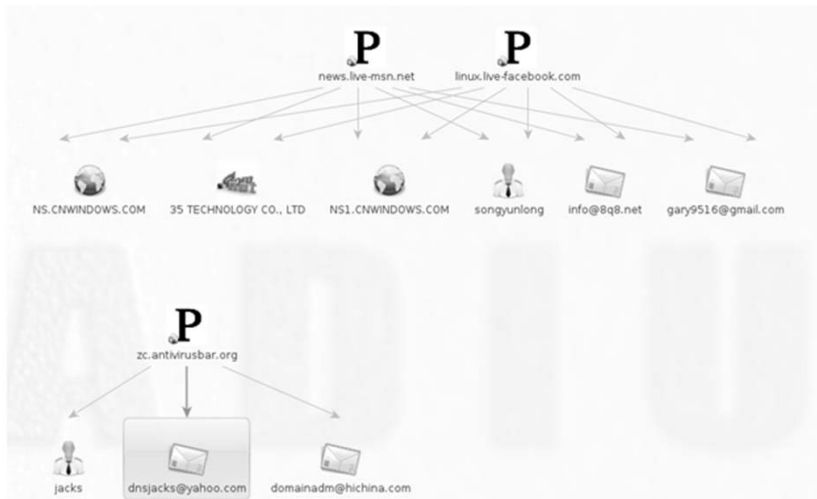 P P
news.live-msn.net linux.live-facebook.com
NS.CNWINDOWS.COM 35 TECHNOLOGY CO., LTD NS1.CNWINDOWS.COM songyunlong info@8q8.net gary9516@gmail.com
A D I U
P
zc.antivirusbar.org
jacks dnsjacks@yahoo.com domainadm@hichina.com